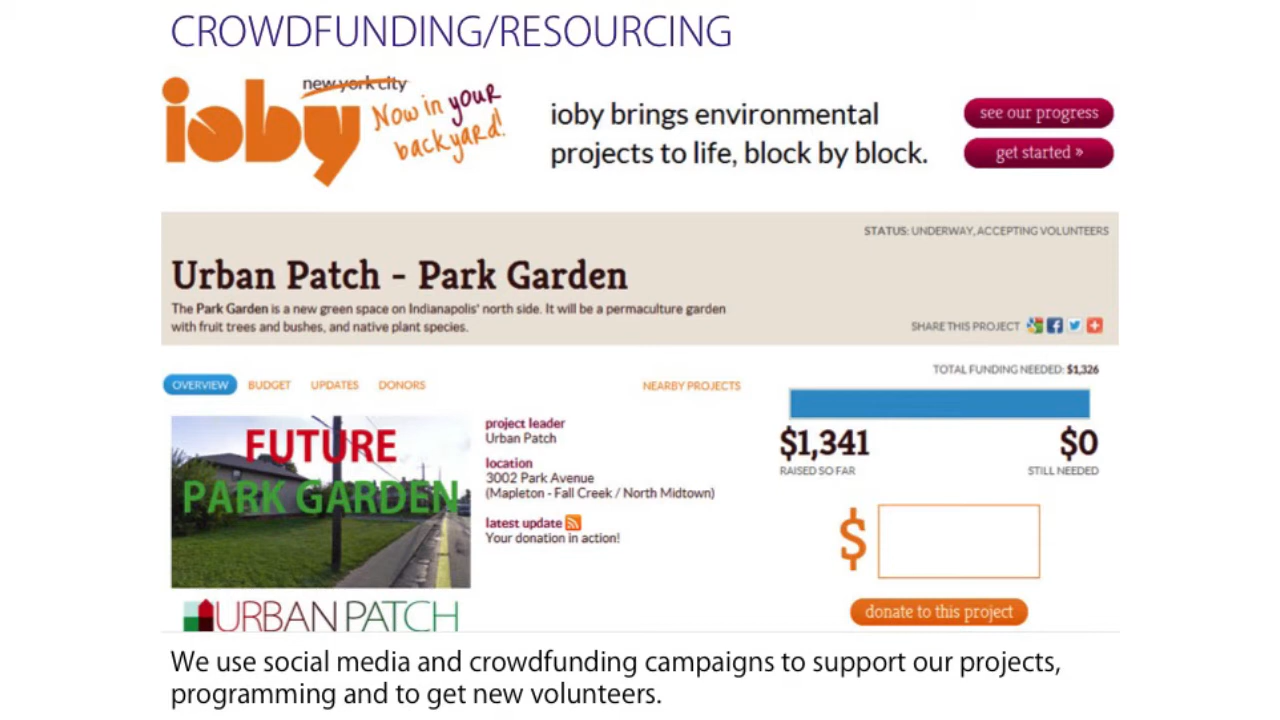 CROWDFUNDING/RESOURCING
new york city
ioby
Now in your
backyard!
ioby brings environmental
projects to life, block by block.
see our progress
get started »
STATUS: UNDERWAY, ACCEPTING VOLUNTEERS
Urban Patch - Park Garden
The Park Garden is a new green space on Indianapolis' north side. It will be a permaculture garden
with fruit trees and bushes, and native plant species.
SHARE THIS PROJECT
OVERVIEW BUDGET UPDATES DONORS NEARBY PROJECTS
TOTAL FUNDING NEEDED: $1,326
$1,341 $0
RAISED SO FAR STILL NEEDED
FUTURE
PARK GARDEN
URBAN PATCH
project leader
Urban Patch
location
3002 Park Avenue
(Mapleton - Fall Creek / North Midtown)
latest update
Your donation in action!
$
donate to this project
We use social media and crowdfunding campaigns to support our projects,
programming and to get new volunteers.